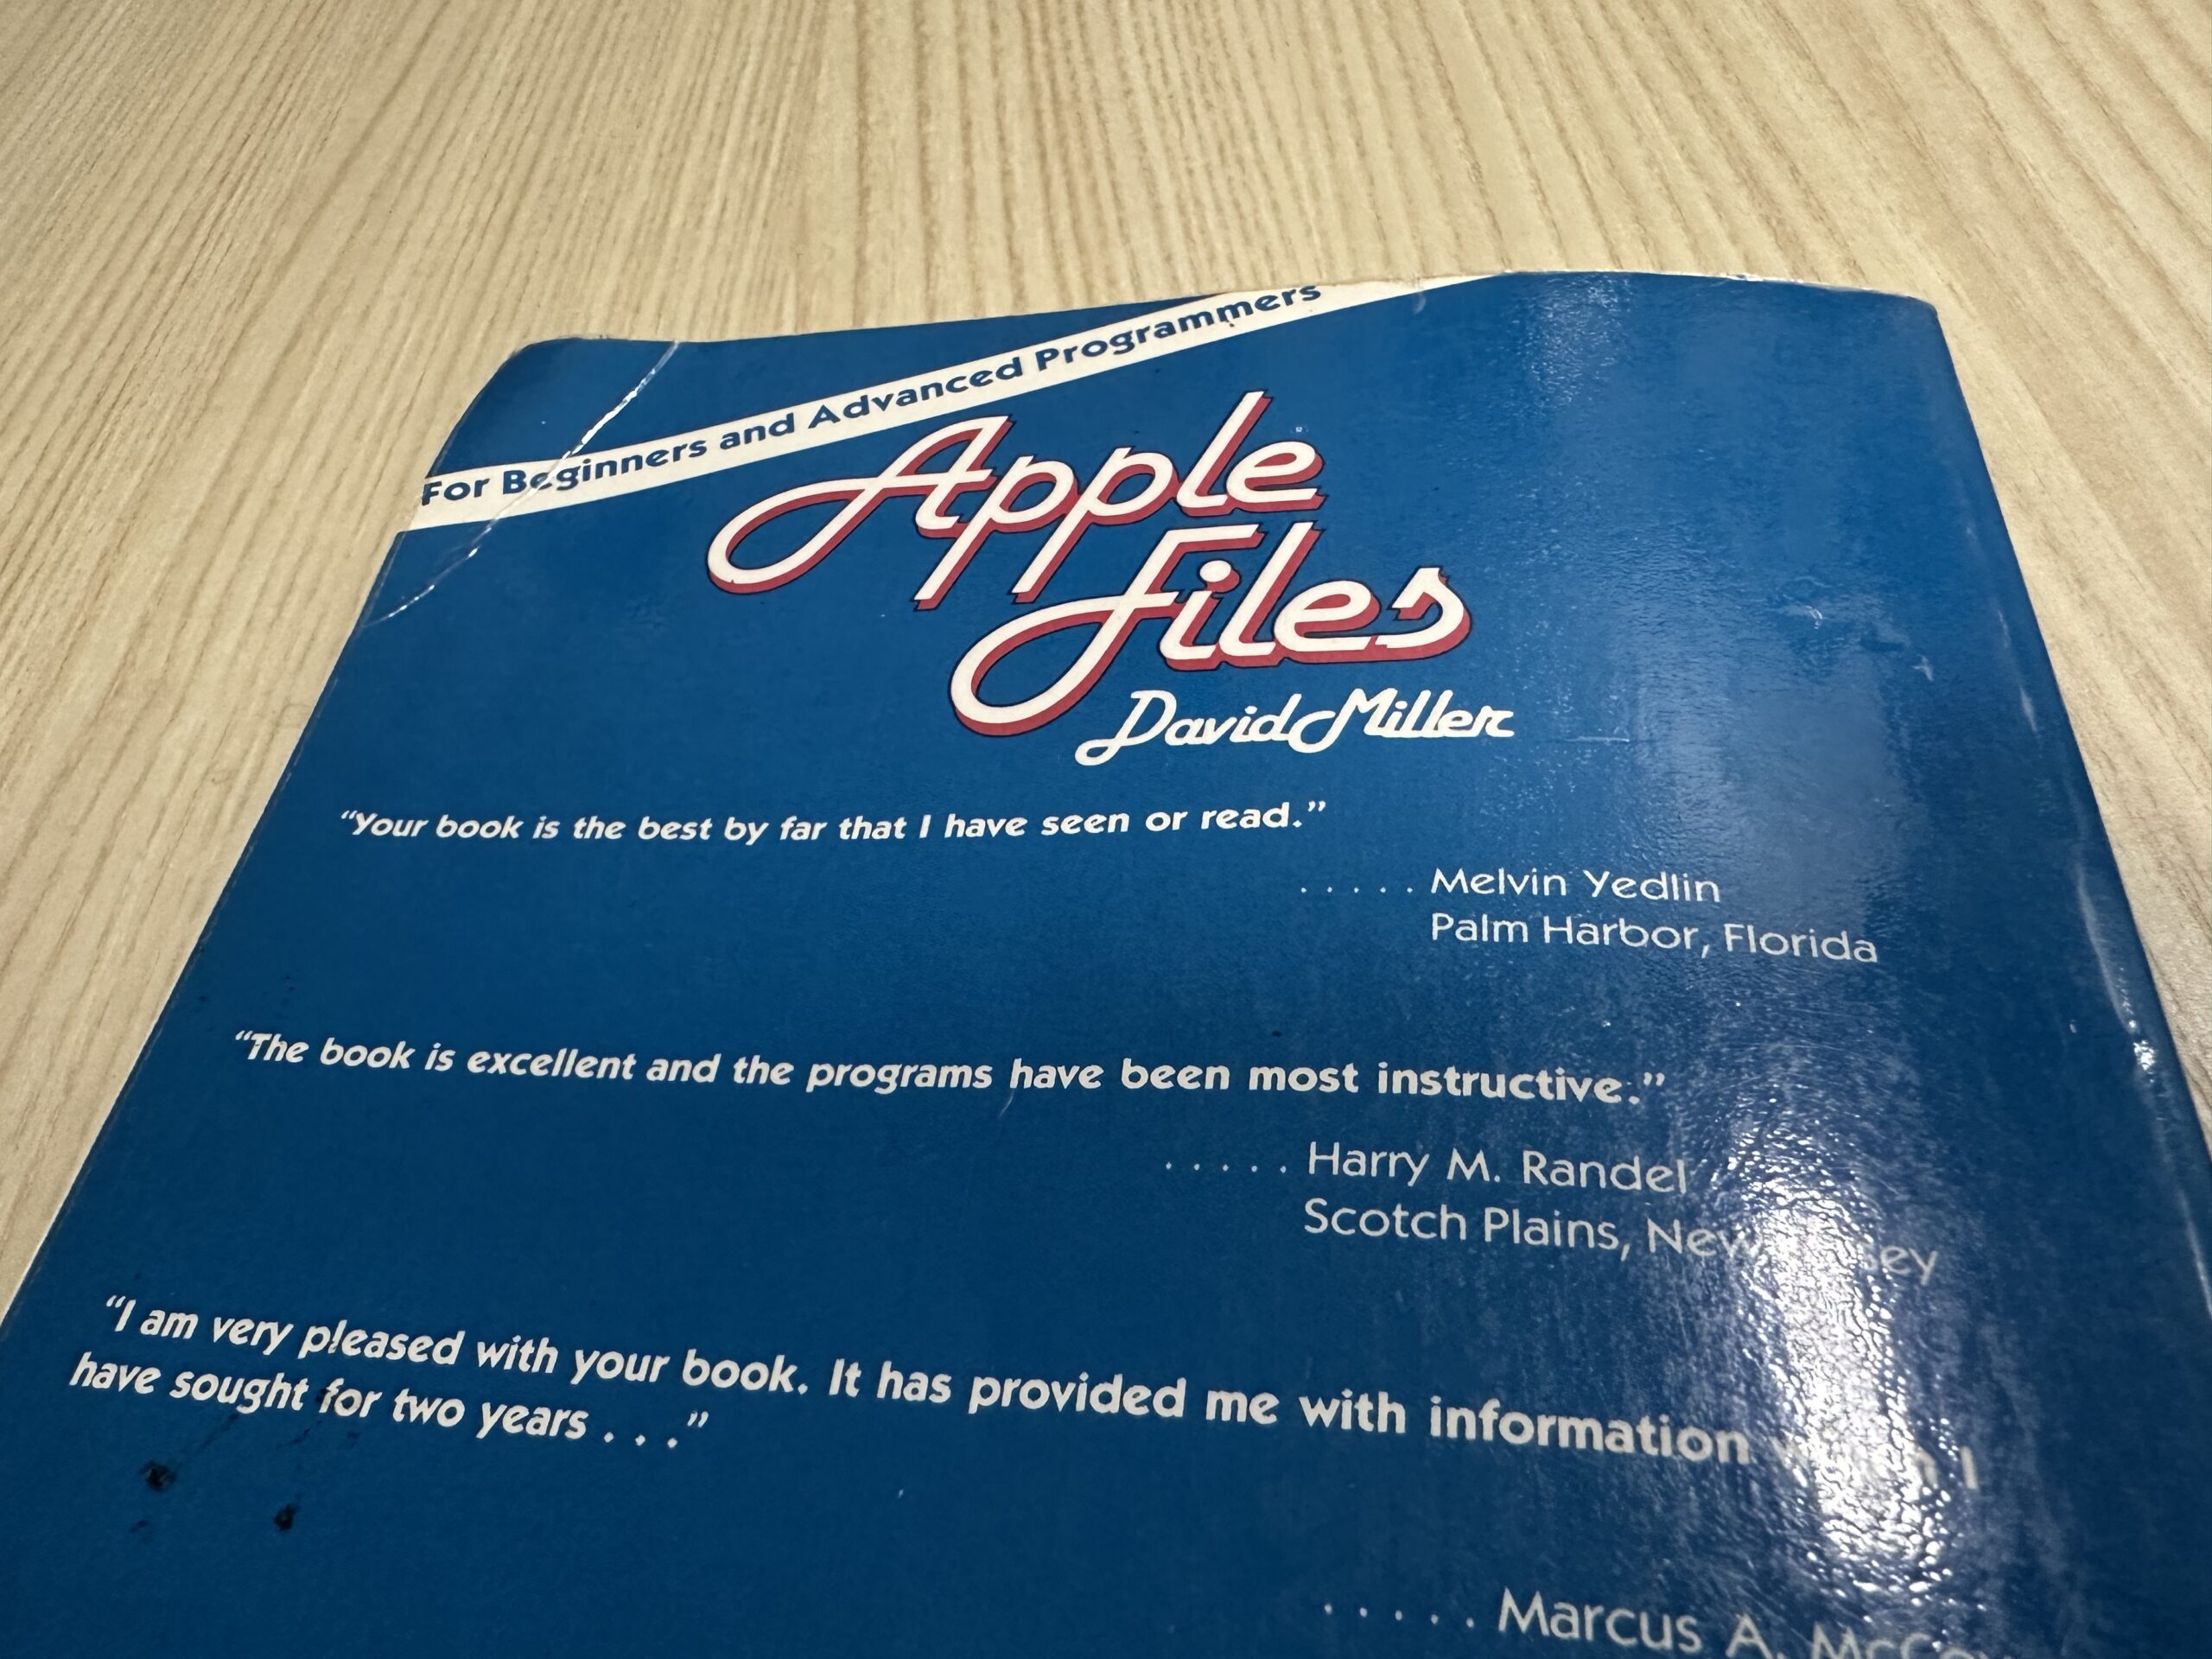 For Beginners and Advanced Programmers
Apple
Files
David Miller
“Your book is the best by far that I have seen or read.”
. . . . . Melvin Yedlin
Palm Harbor, Florida
“The book is excellent and the programs have been most instructive.”
. . . . . Harry M. Randel
Scotch Plains, New
“I am very pleased with your book. It has provided me with information I
have sought for two years . . .”
. . . . . Marcus A.